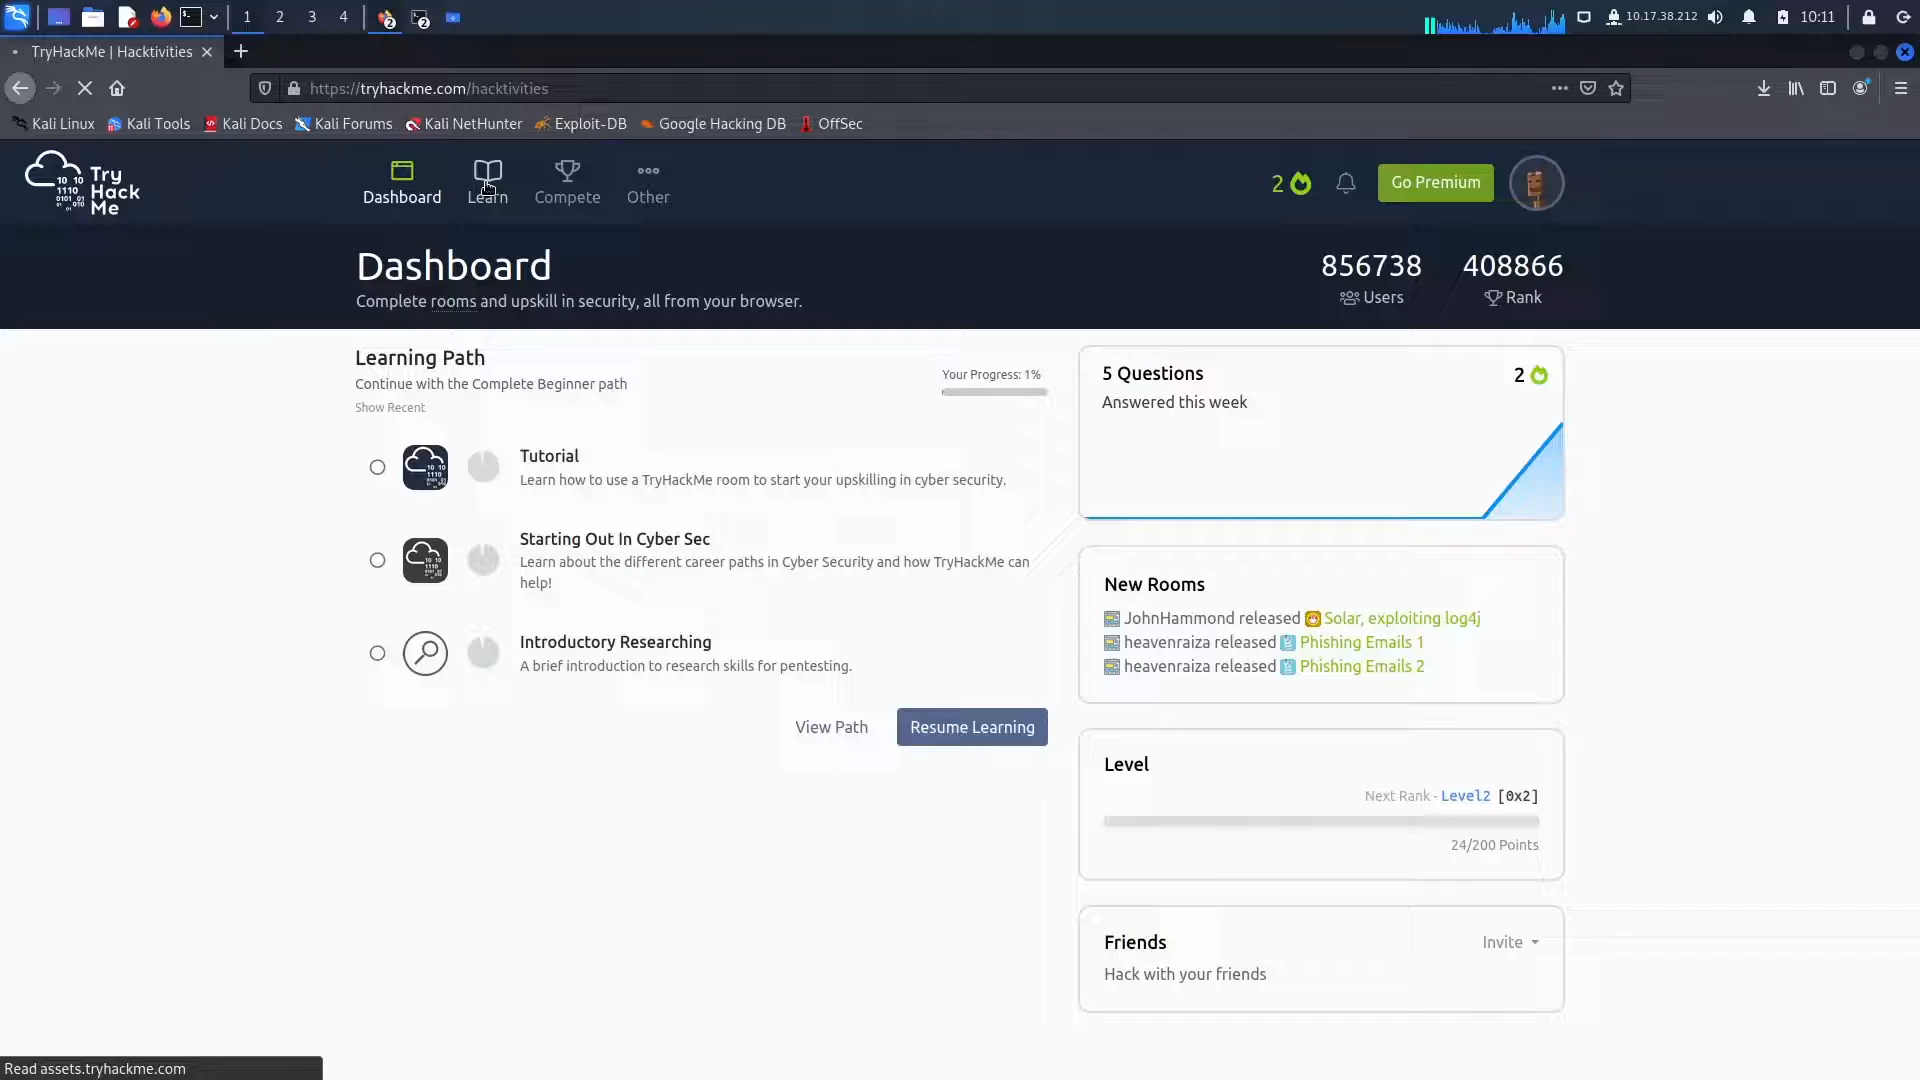 1 2 3 4 2 2 10.17.38.212 10:11
TryHackMe | Hacktivities
https://tryhackme.com/hacktivities
Kali Linux Kali Tools Kali Docs Kali Forums Kali NetHunter Exploit-DB Google Hacking DB OffSec
Try
Hack
Me
Dashboard Learn Compete Other
2 Go Premium
Dashboard
Complete rooms and upskill in security, all from your browser.
856738 408866
Users Rank
Learning Path
Continue with the Complete Beginner path
Show Recent
Your Progress: 1%
Tutorial
Learn how to use a TryHackMe room to start your upskilling in cyber security.
Starting Out In Cyber Sec
Learn about the different career paths in Cyber Security and how TryHackMe can
help!
Introductory Researching
A brief introduction to research skills for pentesting.
View Path Resume Learning
5 Questions 2
Answered this week
New Rooms
JohnHammond released Solar, exploiting log4j
heavenraiza released Phishing Emails 1
heavenraiza released Phishing Emails 2
Level
Next Rank - Level2 [0x2]
24/200 Points
Friends Invite
Hack with your friends
Read assets.tryhackme.com